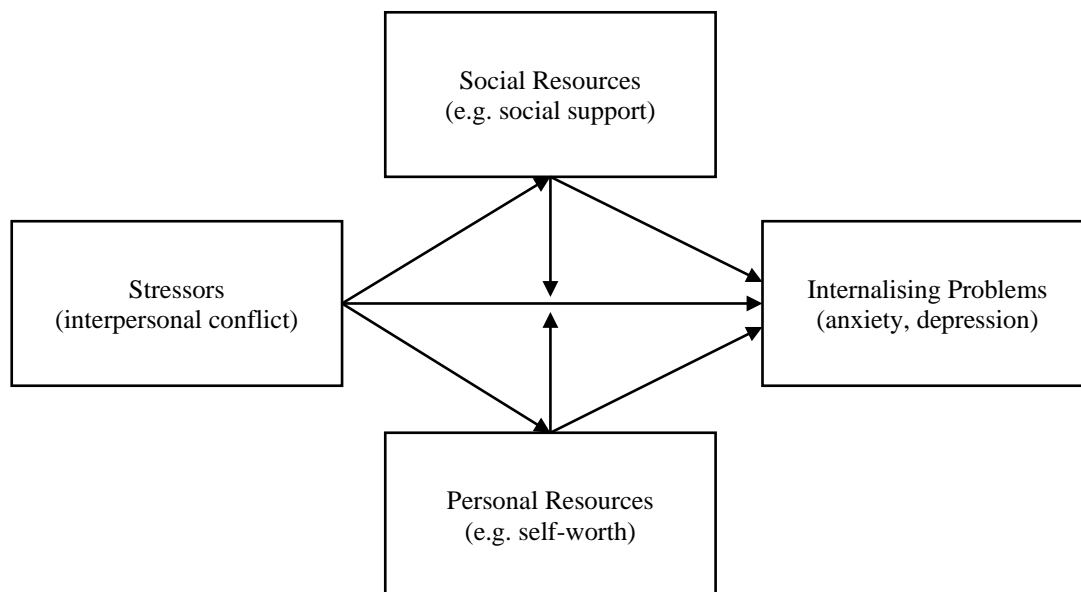 Social Resources
(e.g. social support)
Stressors
(interpersonal conflict)
Internalising Problems
(anxiety, depression)
Personal Resources
(e.g. self-worth)